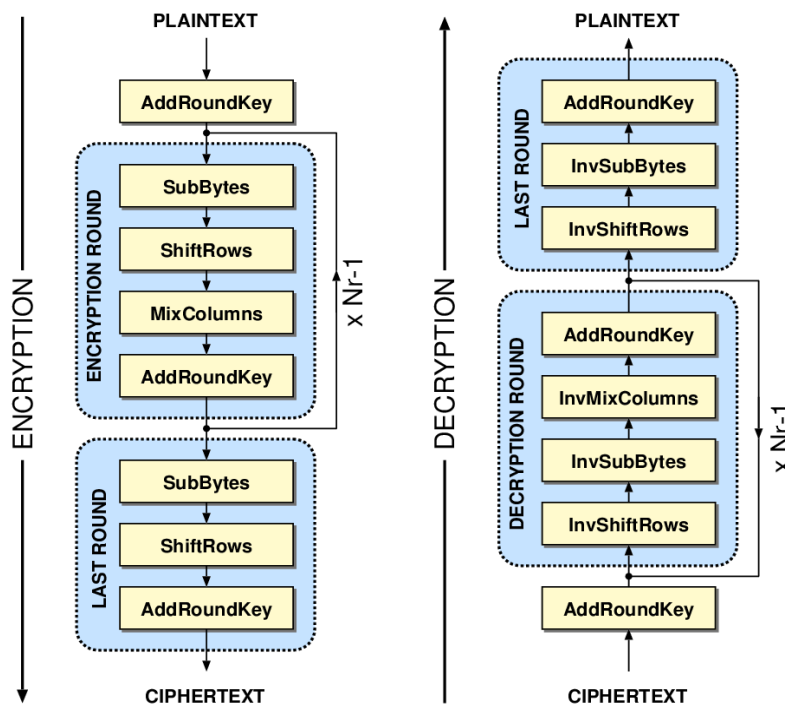 PLAINTEXT
AddRoundKey
SubBytes
ShiftRows
MixColumns
AddRoundKey
ENCRYPTION ROUND
x Nr-1
SubBytes
ShiftRows
AddRoundKey
LAST ROUND
CIPHERTEXT
ENCRYPTION
PLAINTEXT
AddRoundKey
InvSubBytes
InvShiftRows
LAST ROUND
AddRoundKey
InvMixColumns
InvSubBytes
InvShiftRows
DECRYPTION ROUND
x Nr-1
AddRoundKey
CIPHERTEXT
DECRYPTION